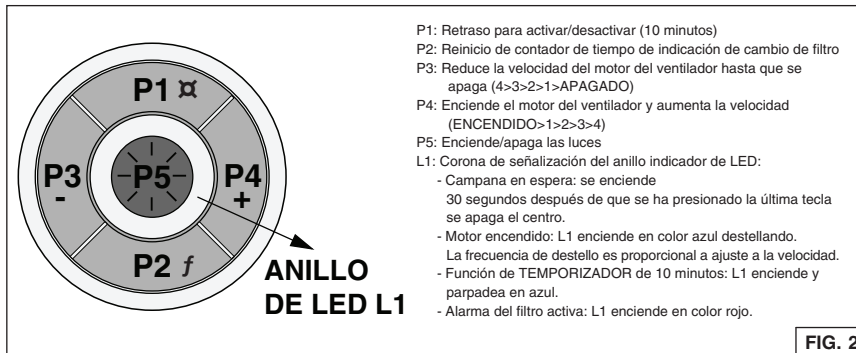 P1 ¤
P3
-
P5
P4
+
P2 ƒ
ANILLO
DE LED L1
P1: Retraso para activar/desactivar (10 minutos)
P2: Reinicio de contador de tiempo de indicación de cambio de filtro
P3: Reduce la velocidad del motor del ventilador hasta que se
apaga (4>3>2>1>APAGADO)
P4: Enciende el motor del ventilador y aumenta la velocidad
(ENCENDIDO>1>2>3>4)
P5: Enciende/apaga las luces
L1: Corona de señalización del anillo indicador de LED:
- Campana en espera: se enciende
30 segundos después de que se ha presionado la última tecla
se apaga el centro.
- Motor encendido: L1 enciende en color azul destellando.
La frecuencia de destello es proporcional a ajuste a la velocidad.
- Función de TEMPORIZADOR de 10 minutos: L1 enciende y
parpadea en azul.
- Alarma del filtro activa: L1 enciende en color rojo.
FIG. 2